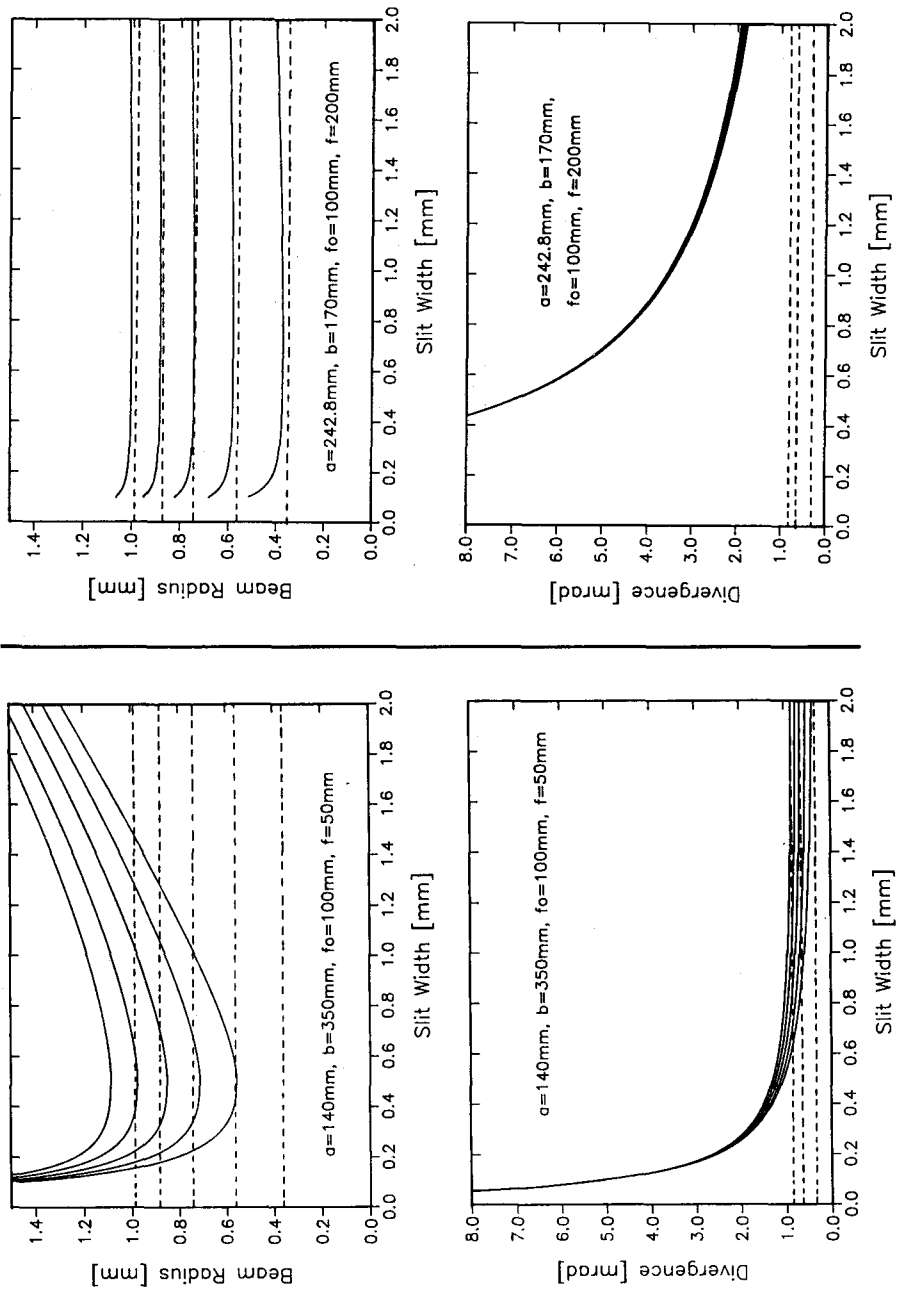 Beam Radius [mm]
1.4
1.2
1.0
0.8
0.6
0.4
0.2
0.0
a=140mm, b=350mm, fo=100mm, f=50mm
0.0 0.2 0.4 0.6 0.8 1.0 1.2 1.4 1.6 1.8 2.0
Slit Width [mm]
Beam Radius [mm]
1.4
1.2
1.0
0.8
0.6
0.4
0.2
0.0
a=242.8mm, b=170mm, fo=100mm, f=200mm
0.0 0.2 0.4 0.6 0.8 1.0 1.2 1.4 1.6 1.8 2.0
Slit Width [mm]
Divergence [mrad]
8.0
7.0
6.0
5.0
4.0
3.0
2.0
1.0
0.0
a=140mm, b=350mm, fo=100mm, f=50mm
0.0 0.2 0.4 0.6 0.8 1.0 1.2 1.4 1.6 1.8 2.0
Slit Width [mm]
Divergence [mrad]
8.0
7.0
6.0
5.0
4.0
3.0
2.0
1.0
0.0
a=242.8mm, b=170mm,
fo=100mm, f=200mm
0.0 0.2 0.4 0.6 0.8 1.0 1.2 1.4 1.6 1.8 2.0
Slit Width [mm]